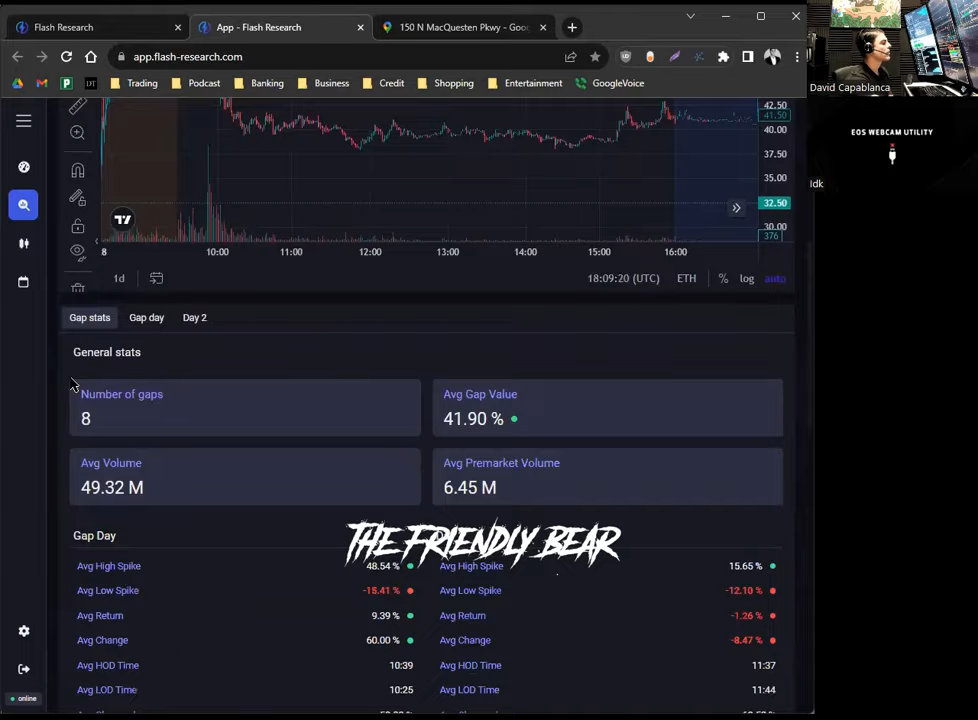 Flash Research
App - Flash Research
150 N MacQuesten Pkwy - Goo
app.flash-research.com
Trading
Podcast
Banking
Business
Credit
Shopping
Entertainment
GoogleVoice
David Capablanca
EOS WEBCAM UTILITY
Idk
42.50
41.50
40.00
37.50
35.00
32.50
30.00
376
8 10:00 11:00 12:00 13:00 14:00 15:00 16:00
1d 18:09:20 (UTC) ETH % log auto
Gap stats Gap day Day 2
General stats
Number of gaps
8
Avg Gap Value
41.90 %
Avg Volume
49.32 M
Avg Premarket Volume
6.45 M
THE FRIENDLY BEAR
Gap Day
Avg High Spike 48.54 % Avg High Spike 15.65 %
Avg Low Spike -15.41 % Avg Low Spike -12.10 %
Avg Return 9.39 % Avg Return -1.26 %
Avg Change 60.00 % Avg Change -8.47 %
Avg HOD Time 10:39 Avg HOD Time 11:37
Avg LOD Time 10:25 Avg LOD Time 11:44
online